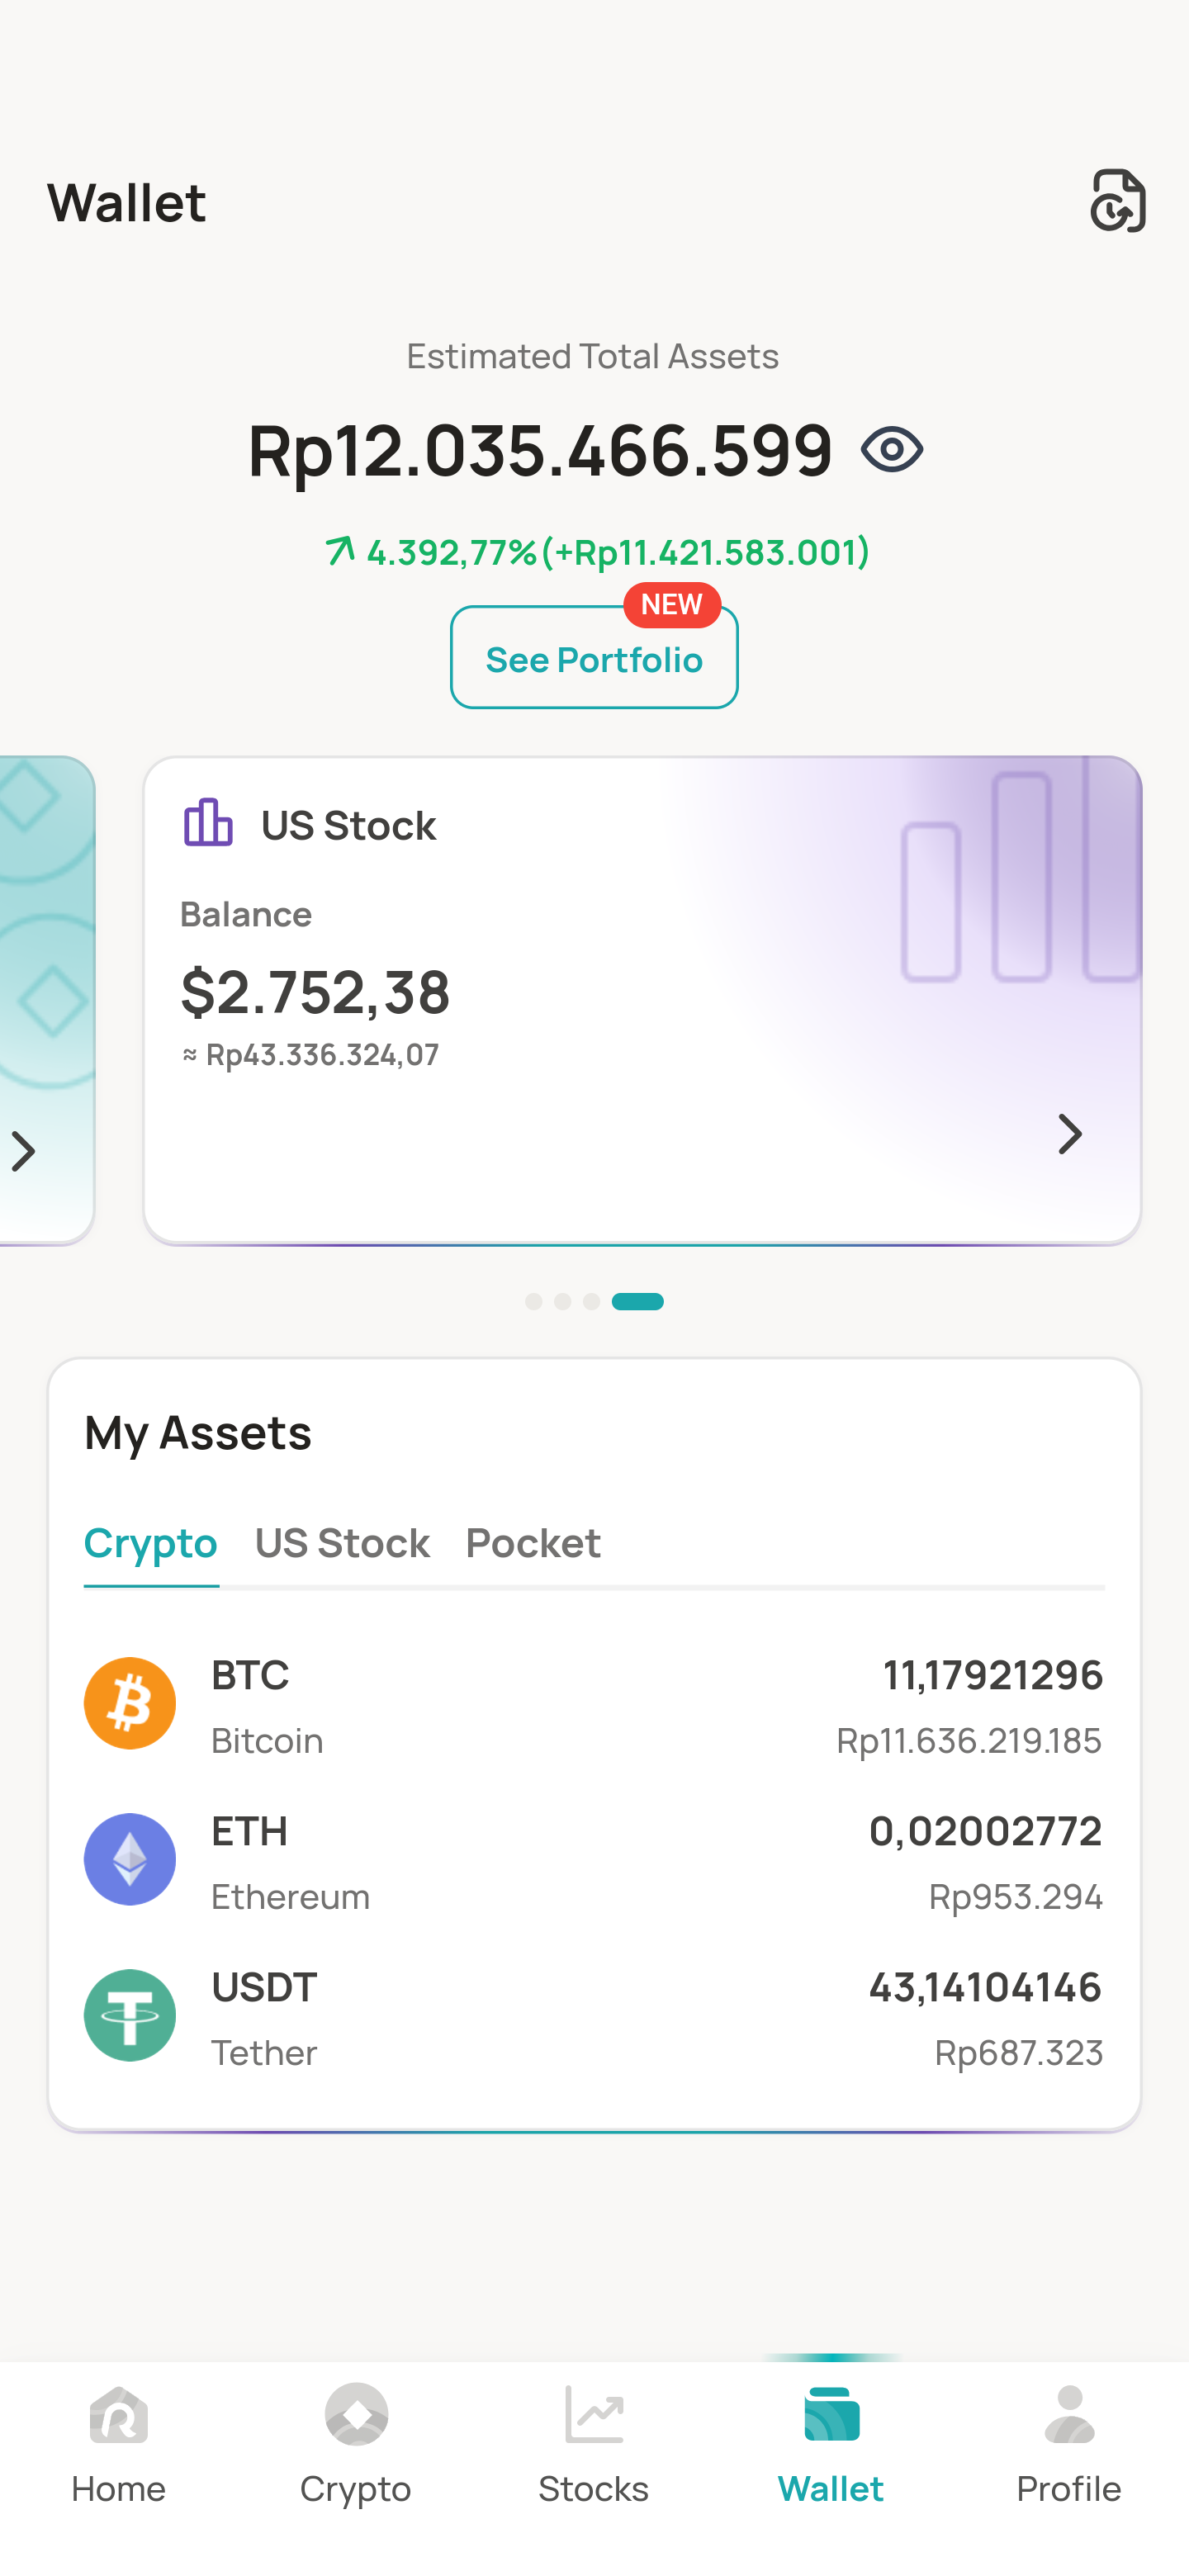 Wallet
Estimated Total Assets
Rp12.035.466.599
4.392,77%(+Rp11.421.583.001)
NEW
See Portfolio
US Stock
Balance
$2.752,38
≈ Rp43.336.324,07
My Assets
Crypto US Stock Pocket
BTC 11,17921296
Bitcoin Rp11.636.219.185
ETH 0,02002772
Ethereum Rp953.294
USDT 43,14104146
Tether Rp687.323
Home Crypto Stocks Wallet Profile